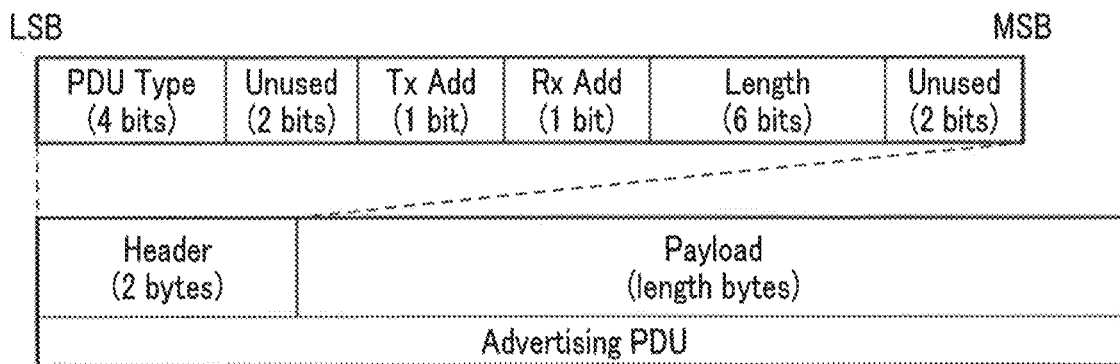 LSB MSB
PDU Type Unused Tx Add Rx Add Length Unused
(4 bits) (2 bits) (1 bit) (1 bit) (6 bits) (2 bits)
Header Payload
(2 bytes) (length bytes)
Advertising PDU